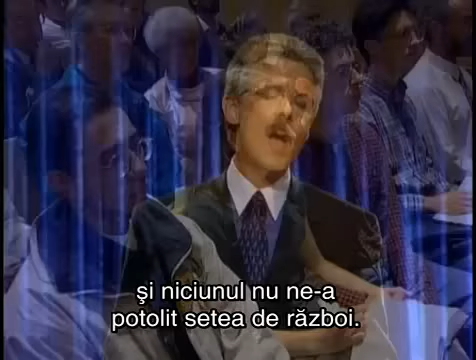 şi niciunul nu ne-a
potolit setea de război.